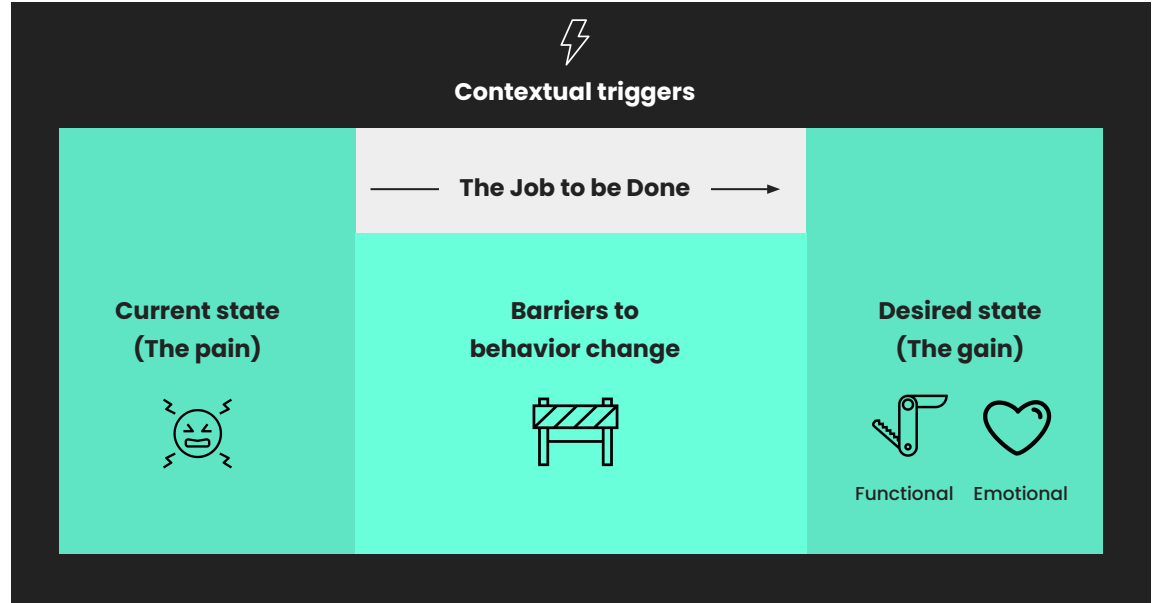 Contextual triggers
The Job to be Done
Current state
(The pain)
Barriers to
behavior change
Desired state
(The gain)
Functional
Emotional